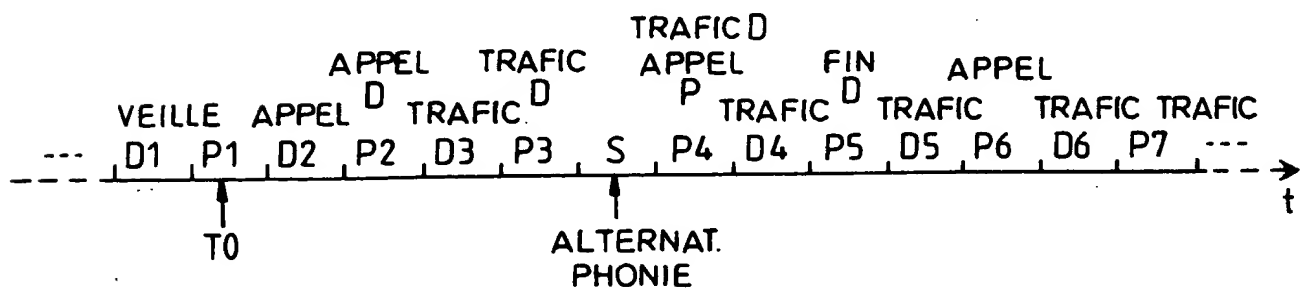 TRAFIC D
APPEL TRAFIC APPEL FIN APPEL
D D P D
VEILLE APPEL TRAFIC TRAFIC TRAFIC TRAFIC TRAFIC
--- D1 P1 D2 P2 D3 P3 S P4 D4 P5 D5 P6 D6 P7 ---
t
T0 ALTERNAT.
PHONIE